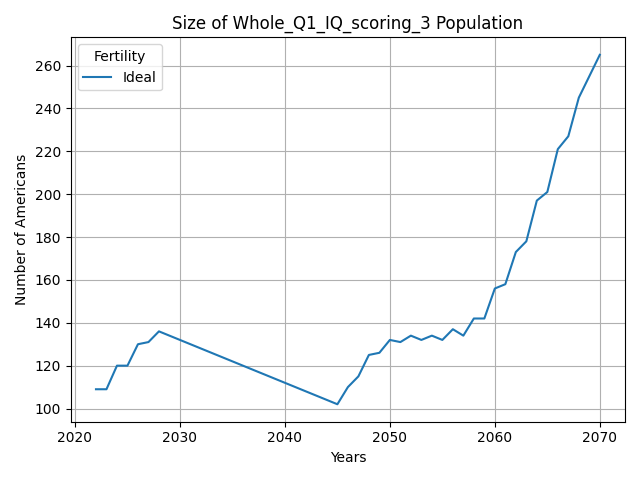 Size of Whole_Q1_IQ_scoring_3 Population
Fertility
Ideal
Number of Americans
260
240
220
200
180
160
140
120
100
2020 2030 2040 2050 2060 2070
Years